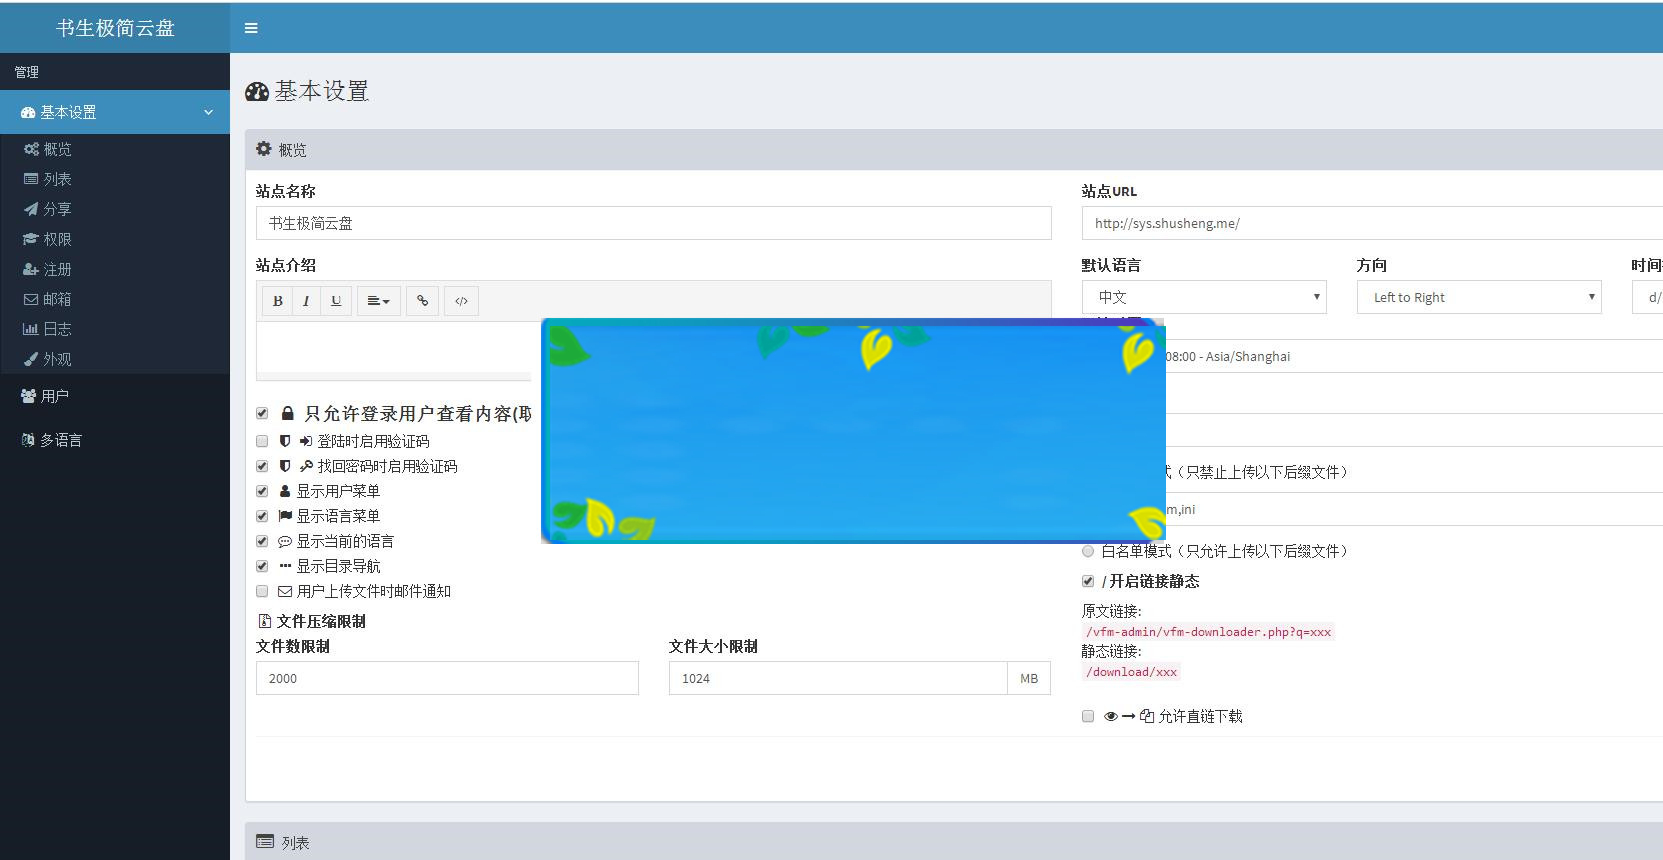 书生极简云盘
管理
基本设置
概览
列表
分享
权限
注册
邮箱
日志
外观
用户
多语言
基本设置
概览
站点名称
书生极简云盘
站点URL
http://sys.shusheng.me/
站点介绍
B I U </>
默认语言
中文
方向
Left to Right
时间
d/
08:00 - Asia/Shanghai
只允许登录用户查看内容(取
登陆时启用验证码
找回密码时启用验证码
显示用户菜单
显示语言菜单
显示当前的语言
显示目录导航
用户上传文件时邮件通知
文件压缩限制
文件数限制
2000
文件大小限制
1024 MB
式（只禁止上传以下后缀文件）
m,ini
白名单模式（只允许上传以下后缀文件）
/ 开启链接静态
原文链接:
/vfm-admin/vfm-downloader.php?q=xxx
静态链接:
/download/xxx
允许直链下载
列表